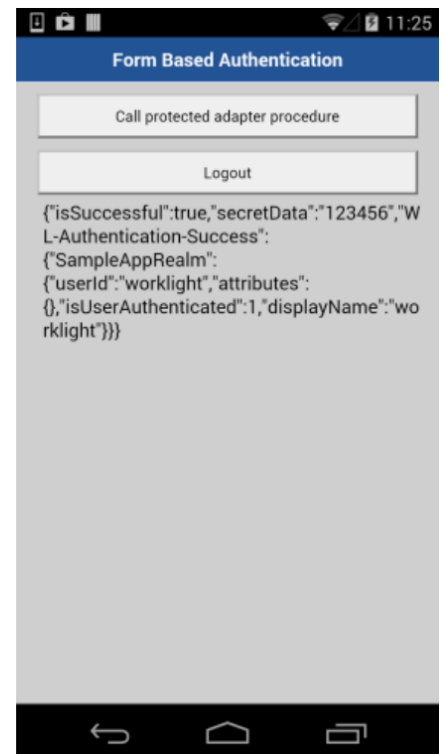 11:25
Form Based Authentication
Call protected adapter procedure
Logout
{"isSuccessful":true,"secretData":"123456","W
L-Authentication-Success":
{"SampleAppRealm":
{"userId":"worklight","attributes":
{},"isUserAuthenticated":1,"displayName":"wo
rklight"}}}